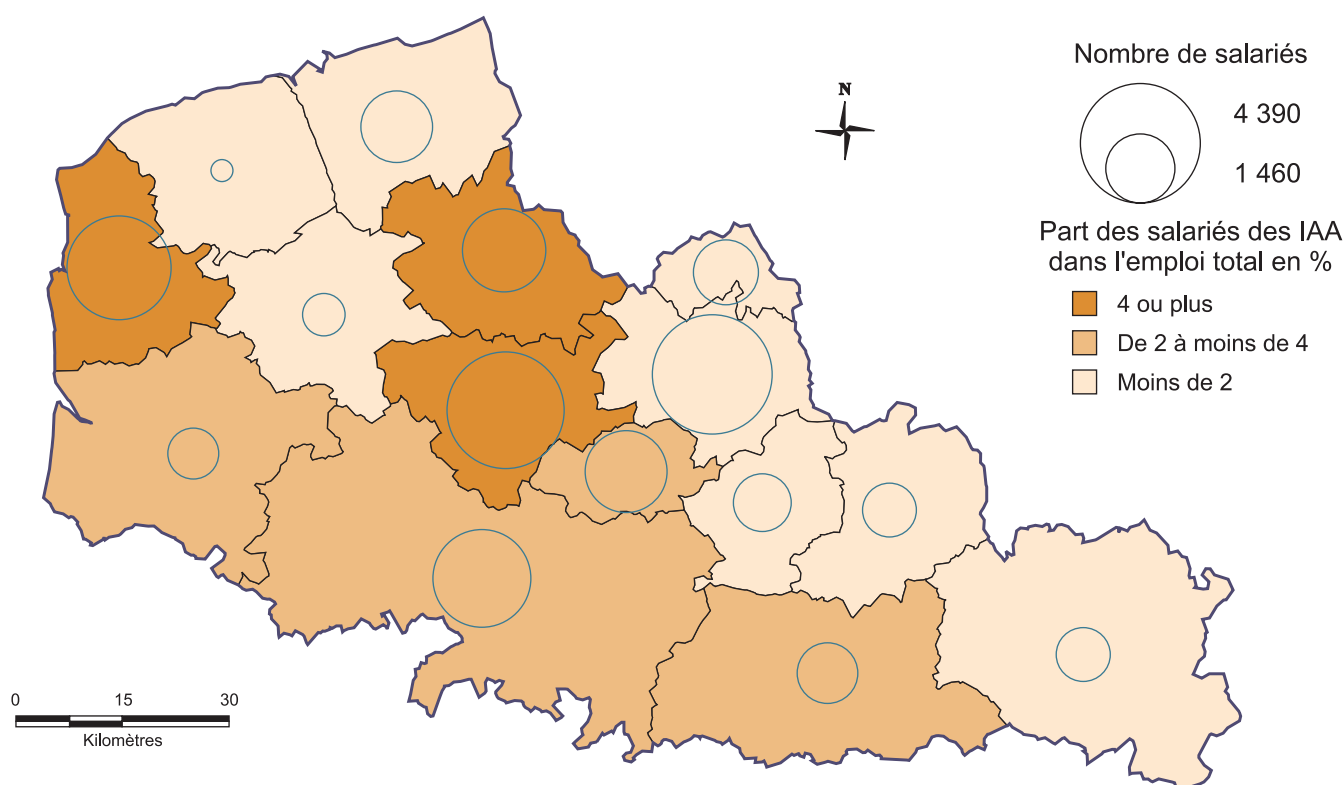 Nombre de salariés
4 390
1 460
Part des salariés des IAA
dans l'emploi total en %
4 ou plus
De 2 à moins de 4
Moins de 2
N
0 15 30
Kilomètres